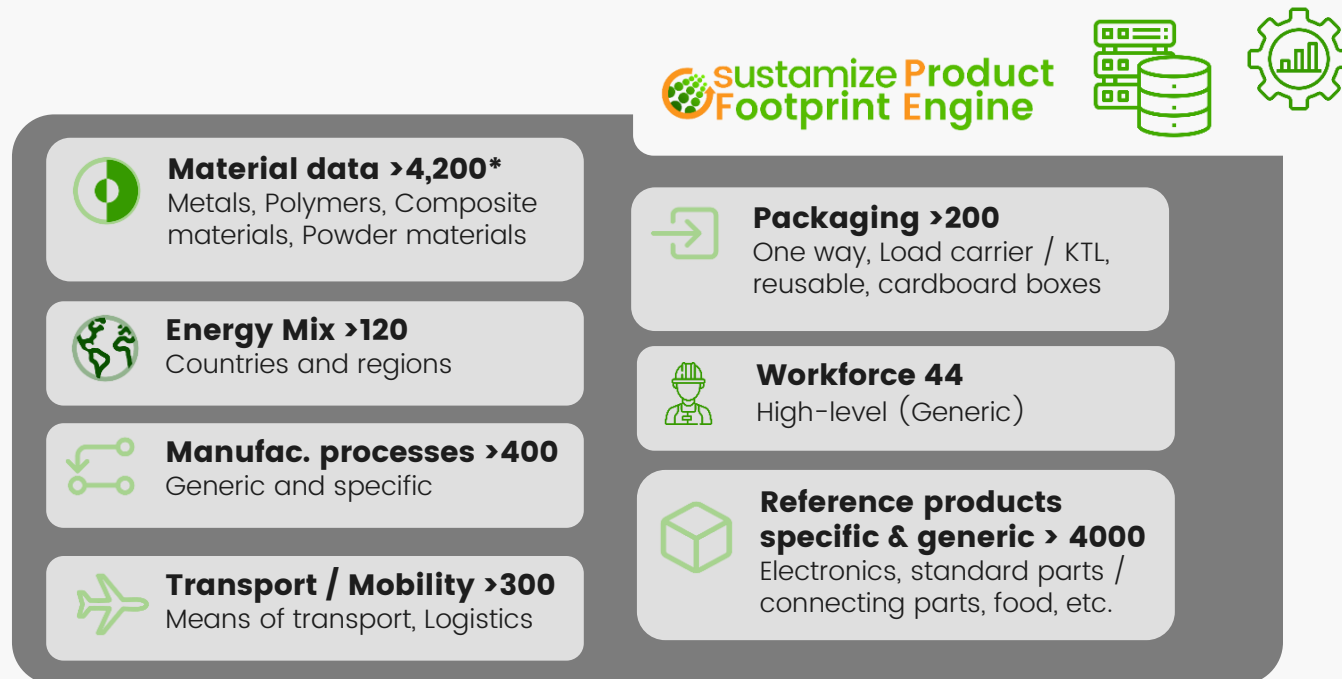 sustamize Product
Footprint Engine
Material data >4,200*
Metals, Polymers, Composite
materials, Powder materials
Energy Mix >120
Countries and regions
Manufac. processes >400
Generic and specific
Transport / Mobility >300
Means of transport, Logistics
Packaging >200
One way, Load carrier / KTL,
reusable, cardboard boxes
Workforce 44
High-level (Generic)
Reference products
specific & generic > 4000
Electronics, standard parts /
connecting parts, food, etc.